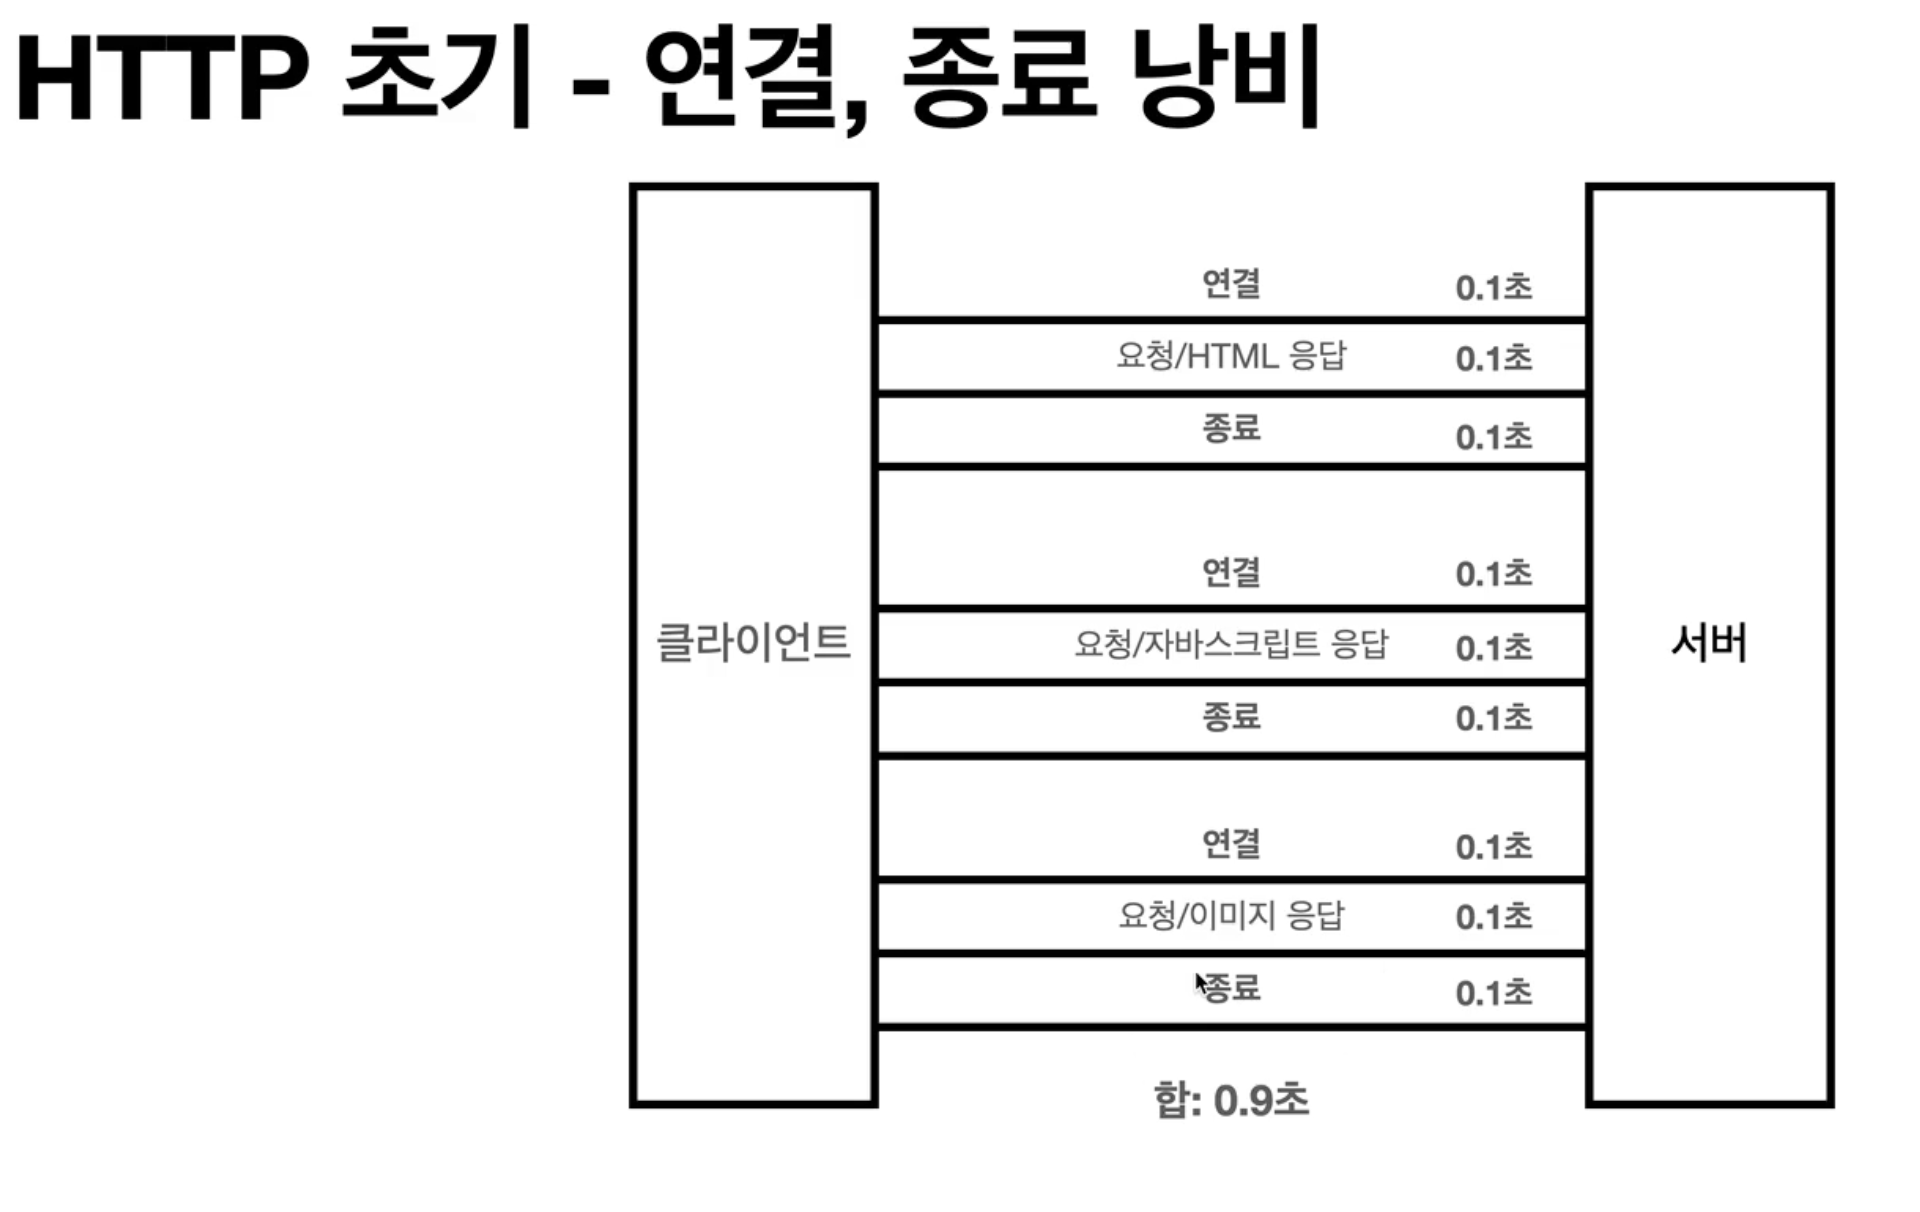 HTTP 초기 - 연결, 종료 낭비
연결 0.1초
요청/HTML 응답 0.1초
종료 0.1초
연결 0.1초
클라이언트
요청/자바스크립트 응답 0.1초
서버
종료 0.1초
연결 0.1초
요청/이미지 응답 0.1초
종료 0.1초
합: 0.9초